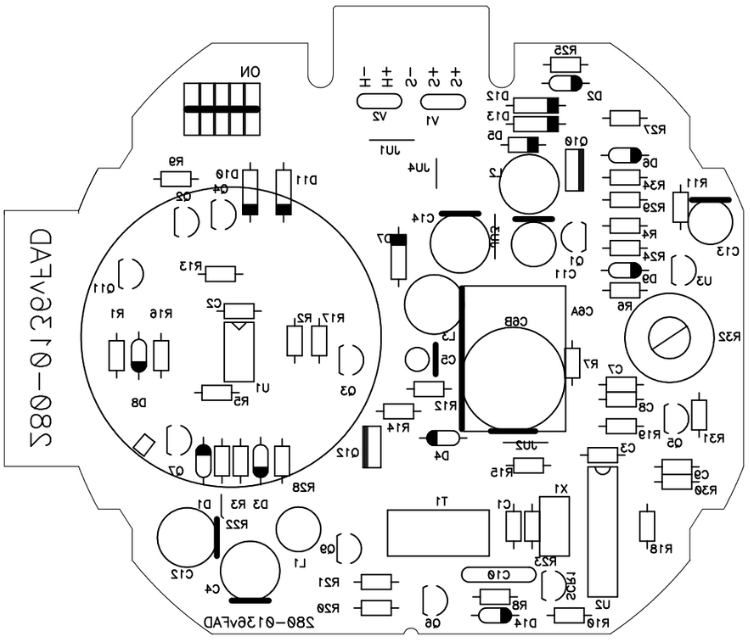 R25
ON
H- H+ S- S+ S+
D2
D12
V2
V1
D13
R27
D5
JU1
Q10
R9
JU4
D6
D10
D11
L2
R34
R11
Q2
Q4
R29
C14
R4
C13
D7
Q1
R24
280-0136vFAD
R13
C11
D9
U3
Q11
R6
C2
R1
R16
R2
R17
C6A
C6B
L3
R32
U1
Q3
C5
R7
C7
R5
R12
C8
D8
R14
R19
Q5
R31
Q12
D4
JU2
C3
Q7
R15
C9
R28
R30
D1
R3
D3
T1
C1
X1
R22
Q9
R18
C12
L1
R23
C4
R21
C10
SCR1
R8
U2
R20
Q6
D14
R10
280-0136vFAD